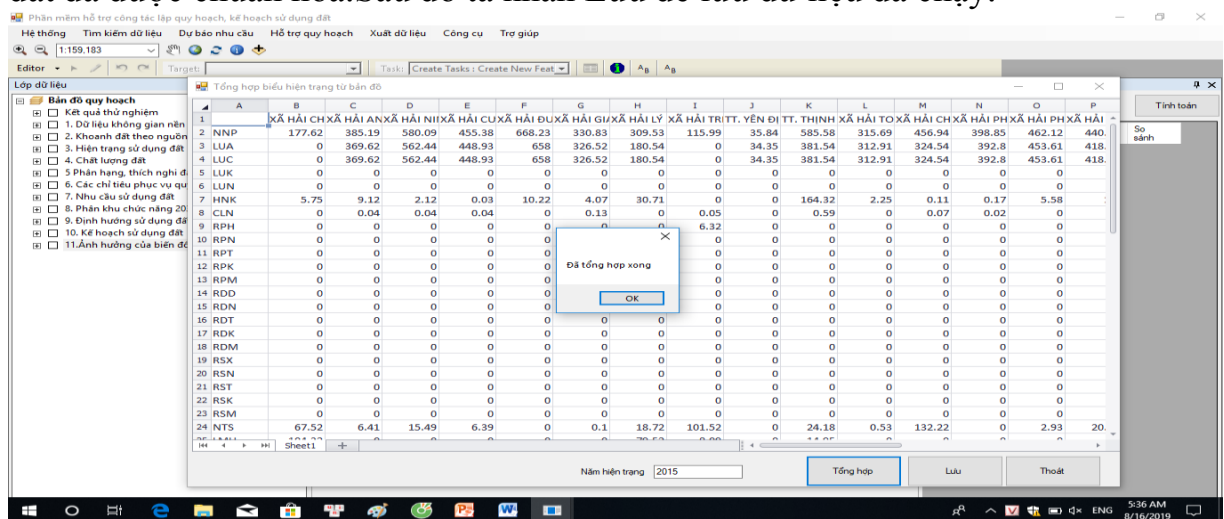 đất đã được chuẩn hóa.Sau đó ta nhấn Lưu để lưu dữ liệu đã chạy.
Phần mềm hỗ trợ công tác lập quy hoạch, kế hoạch sử dụng đất
Hệ thống Tìm kiếm dữ liệu Dự báo nhu cầu Hỗ trợ quy hoạch Xuất dữ liệu Công cụ Trợ giúp
1:159,183
Editor Target: Task: Create Tasks : Create New Feat
Lớp dữ liệu
Bản đồ quy hoạch
Kết quả thử nghiệm
1. Dữ liệu không gian nền
2. Khoanh đất theo nguồn
3. Hiện trạng sử dụng đất
4. Chất lượng đất
5 Phân hạng, thích nghi đ
6. Các chỉ tiêu phục vụ qu
7. Nhu cầu sử dụng đất
8. Phân khu chức năng 20
9. Định hướng sử dụng đấ
10. Kế hoạch sử dụng đất
11.Ảnh hưởng của biến đổ
Tổng hợp biểu hiện trạng từ bản đồ
A B C D E F G H I J K L M N O P
1 XÃ HẢI CH XÃ HẢI AN XÃ HẢI NII XÃ HẢI CU XÃ HẢI ĐU XÃ HẢI GI XÃ HẢI LÝ XÃ HẢI TRI TT. YÊN ĐỊ TT. THỊNH XÃ HẢI TO XÃ HẢI CH XÃ HẢI PH XÃ HẢI PH XÃ HẢI
2 NNP 177.62 385.19 580.09 455.38 668.23 330.83 309.53 115.99 35.84 585.58 315.69 456.94 398.85 462.12 440.
3 LUA 0 369.62 562.44 448.93 658 326.52 180.54 0 34.35 381.54 312.91 324.54 392.8 453.61 418.
4 LUC 0 369.62 562.44 448.93 658 326.52 180.54 0 34.35 381.54 312.91 324.54 392.8 453.61 418.
5 LUK 0 0 0 0 0 0 0 0 0 0 0 0 0 0
6 LUN 0 0 0 0 0 0 0 0 0 0 0 0 0 0
7 HNK 5.75 9.12 2.12 0.03 10.22 4.07 30.71 0 0 164.32 2.25 0.11 0.17 5.58
8 CLN 0 0.04 0.04 0.04 0 0.13 0 0.05 0 0.59 0 0.07 0.02 0
9 RPH 0 0 0 0 0 0 0 6.32 0 0 0 0 0 0
10 RPN 0 0 0 0 0 0 0 0 0 0 0 0
11 RPT 0 0 0 0 0 0 0 0 0 0 0 0
12 RPK 0 0 0 0 0 0 0 0 0 0 0 0
13 RPM 0 0 0 0 0 0 0 0 0 0 0 0
14 RDD 0 0 0 0 0 0 0 0 0 0 0 0
15 RDN 0 0 0 0 0 0 0 0 0 0 0 0
16 RDT 0 0 0 0 0 0 0 0 0 0 0 0 0 0
17 RDK 0 0 0 0 0 0 0 0 0 0 0 0 0 0
18 RDM 0 0 0 0 0 0 0 0 0 0 0 0 0 0
19 RSX 0 0 0 0 0 0 0 0 0 0 0 0 0 0
20 RSN 0 0 0 0 0 0 0 0 0 0 0 0 0 0
21 RST 0 0 0 0 0 0 0 0 0 0 0 0 0 0
22 RSK 0 0 0 0 0 0 0 0 0 0 0 0 0 0
23 RSM 0 0 0 0 0 0 0 0 0 0 0 0 0 0
24 NTS 67.52 6.41 15.49 6.39 0 0.1 18.72 101.52 0 24.18 0.53 132.22 0 2.93 20.
Sheet1
Đã tổng hợp xong
OK
Năm hiện trạng 2015 Tổng hợp Lưu Thoát
Tính toán
So
sánh
ENG
5:36 AM
8/16/2019